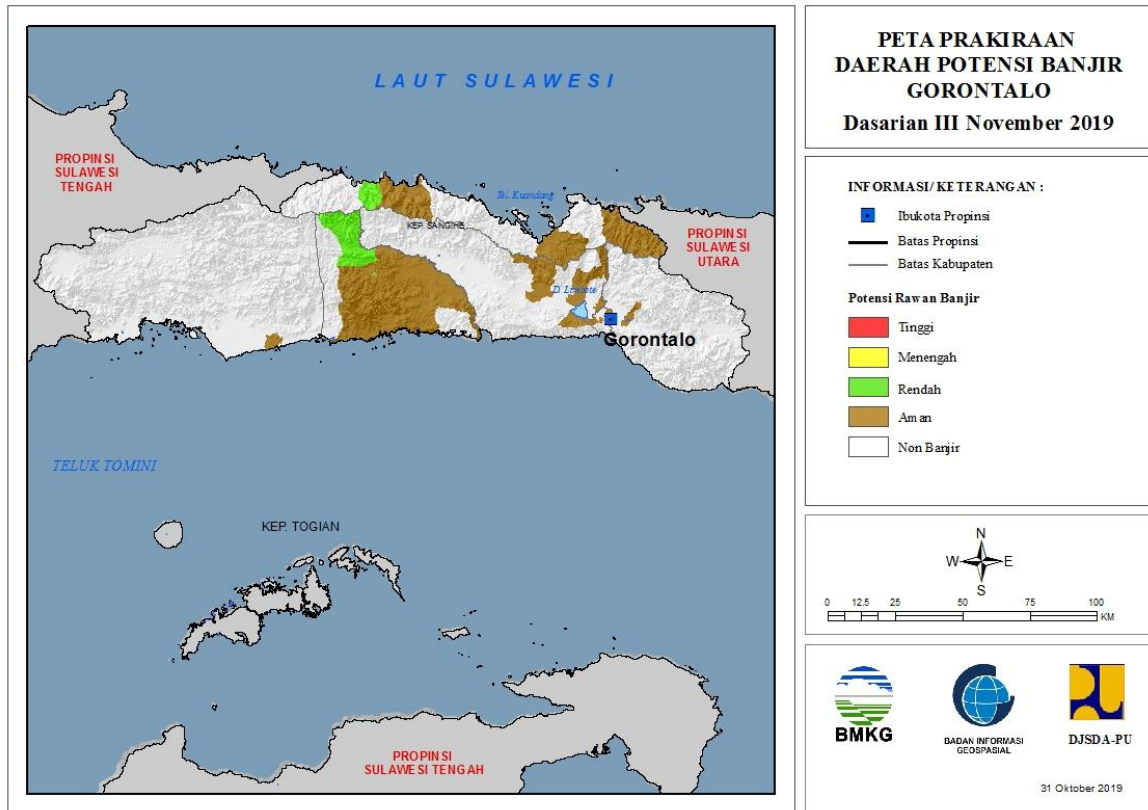 LAUT SULAWESI
PROPINSI
SULAWESI
TENGAH
Tel. Kuandang
KEP. SANGIHE
PROPINSI
SULAWESI
UTARA
D. Limboto
Gorontalo
TELUK TOMINI
KEP. TOGIAN
PROPINSI
SULAWESI TENGAH
PETA PRAKIRAAN
DAERAH POTENSI BANJIR
GORONTALO
Dasarian III November 2019
INFORMASI/ KETERANGAN :
Ibukota Propinsi
Batas Propinsi
Batas Kabupaten
Potensi Rawan Banjir
Tinggi
Menengah
Rendah
Aman
Non Banjir
N
W E
S
0 12.5 25 50 75 100
KM
BMKG
BADAN INFORMASI
GEOSPASIAL
DJSDA-PU
31 Oktober 2019